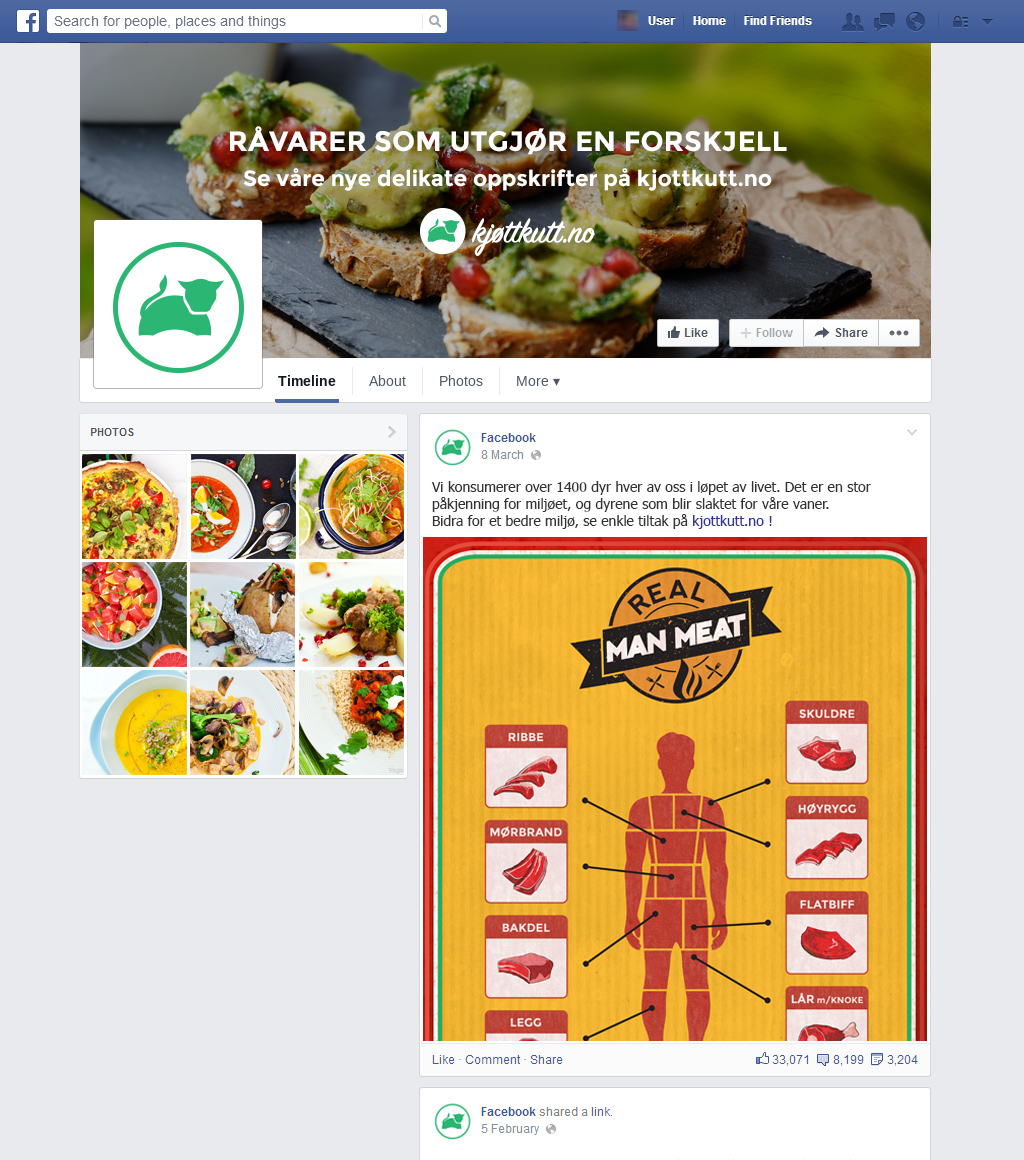 Search for people, places and things
User
Home
Find Friends
RÅVARER SOM UTGJØR EN FORSKJELL
Se våre nye delikate oppskrifter på kjottkutt.no
kjøttkutt.no
Like
+ Follow
Share
Timeline
About
Photos
More ▾
PHOTOS
Facebook
8 March
Vi konsumerer over 1400 dyr hver av oss i løpet av livet. Det er en stor
påkjenning for miljøet, og dyrene som blir slaktet for våre vaner.
Bidra for et bedre miljø, se enkle tiltak på kjottkutt.no !
REAL
MAN MEAT
RIBBE
SKULDRE
MØRBRAND
HØYRYGG
BAKDEL
FLATBIFF
LEGG
LÅR m/KNOKE
Like · Comment · Share
33,071
8,199
3,204
Facebook shared a link.
5 February